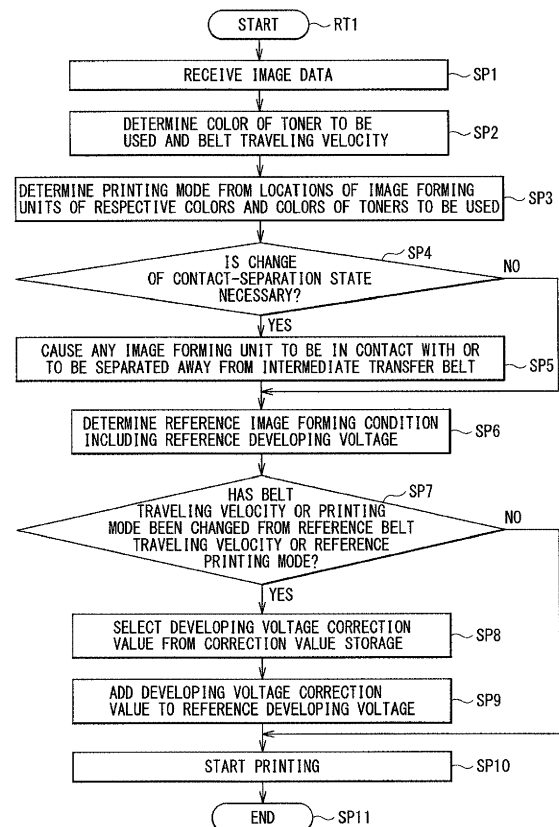 START
RT1
RECEIVE IMAGE DATA
SP1
DETERMINE COLOR OF TONER TO BE
USED AND BELT TRAVELING VELOCITY
SP2
DETERMINE PRINTING MODE FROM LOCATIONS OF IMAGE FORMING
UNITS OF RESPECTIVE COLORS AND COLORS OF TONERS TO BE USED
SP3
IS CHANGE
OF CONTACT-SEPARATION STATE
NECESSARY?
SP4
NO
YES
CAUSE ANY IMAGE FORMING UNIT TO BE IN CONTACT WITH OR
TO BE SEPARATED AWAY FROM INTERMEDIATE TRANSFER BELT
SP5
DETERMINE REFERENCE IMAGE FORMING CONDITION
INCLUDING REFERENCE DEVELOPING VOLTAGE
SP6
HAS BELT
TRAVELING VELOCITY OR PRINTING
MODE BEEN CHANGED FROM REFERENCE BELT
TRAVELING VELOCITY OR REFERENCE
PRINTING MODE?
SP7
NO
YES
SELECT DEVELOPING VOLTAGE CORRECTION
VALUE FROM CORRECTION VALUE STORAGE
SP8
ADD DEVELOPING VOLTAGE CORRECTION
VALUE TO REFERENCE DEVELOPING VOLTAGE
SP9
START PRINTING
SP10
END
SP11